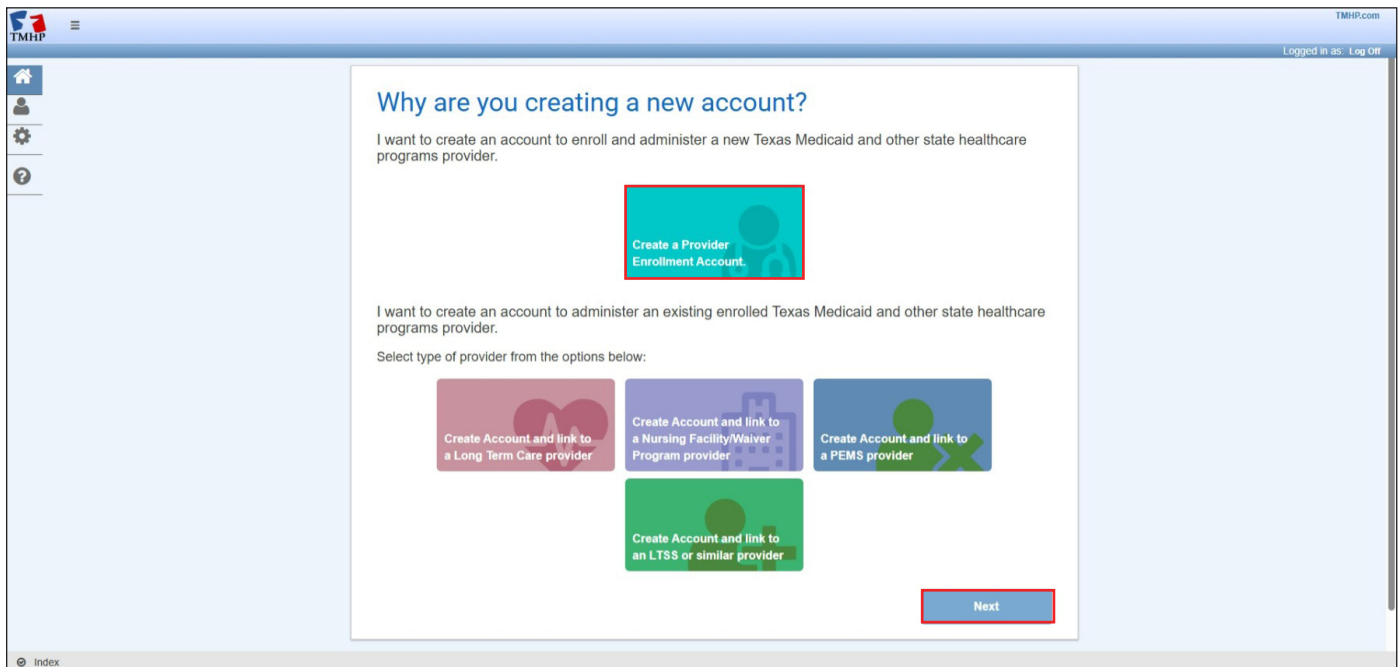 TMHP.com
TMHP
Logged in as: Log Off
Why are you creating a new account?
I want to create an account to enroll and administer a new Texas Medicaid and other state healthcare
programs provider.
Create a Provider
Enrollment Account.
I want to create an account to administer an existing enrolled Texas Medicaid and other state healthcare
programs provider.
Select type of provider from the options below:
Create Account and link to
a Long Term Care provider
Create Account and link to
a Nursing Facility/Waiver
Program provider
Create Account and link to
a PEMS provider
Create Account and link to
an LTSS or similar provider
Next
Index